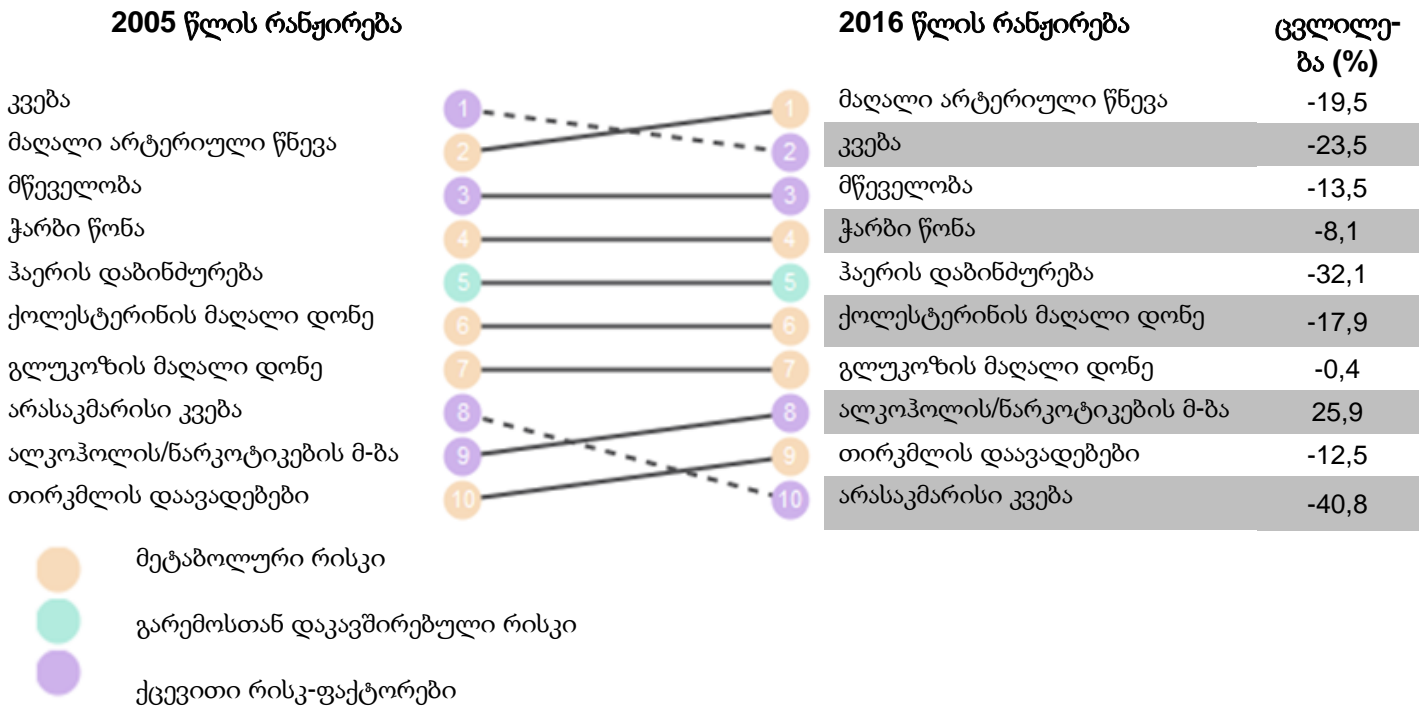 2005 წლის რანჟირება
2016 წლის რანჟირება
ცვლილე-
ბა (%)
კვება 1 1 მაღალი არტერიული წნევა -19,5
მაღალი არტერიული წნევა 2 2 კვება -23,5
მწეველობა 3 3 მწეველობა -13,5
ჭარბი წონა 4 4 ჭარბი წონა -8,1
ჰაერის დაბინძურება 5 5 ჰაერის დაბინძურება -32,1
ქოლესტერინის მაღალი დონე 6 6 ქოლესტერინის მაღალი დონე -17,9
გლუკოზის მაღალი დონე 7 7 გლუკოზის მაღალი დონე -0,4
არასაკმარისი კვება 8 8 ალკოჰოლის/ნარკოტიკების მ-ბა 25,9
ალკოჰოლის/ნარკოტიკების მ-ბა 9 9 თირკმლის დაავადებები -12,5
თირკმლის დაავადებები 10 10 არასაკმარისი კვება -40,8
მეტაბოლური რისკი
გარემოსთან დაკავშირებული რისკი
ქცევითი რისკ-ფაქტორები